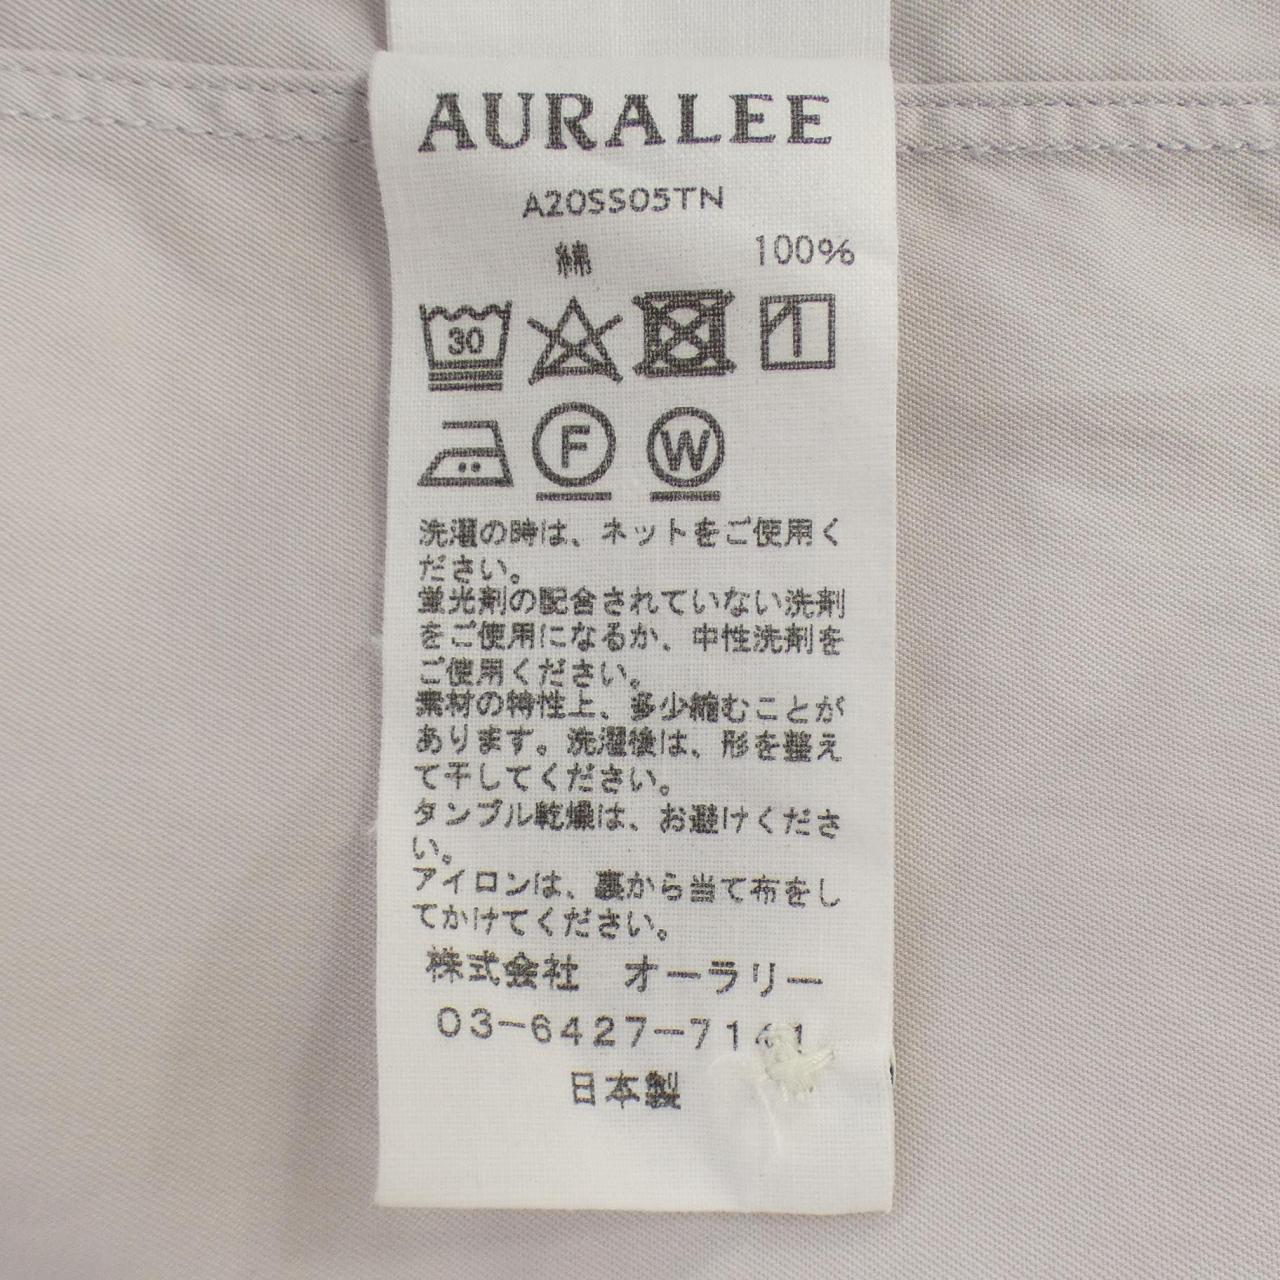 AURALEE
A20SS05TN
綿 100%
30
F W
洗濯の時は、ネットをご使用く
ださい。
蛍光剤の配合されていない洗剤
をご使用になるか、中性洗剤を
ご使用ください。
素材の特性上、多少縮むことが
あります。洗濯後は、形を整え
て干してください。
タンブル乾燥は、お避けくださ
い。
アイロンは、裏から当て布をし
てかけてください。
株式会社 オーラリー
03-6427-7141
日本製